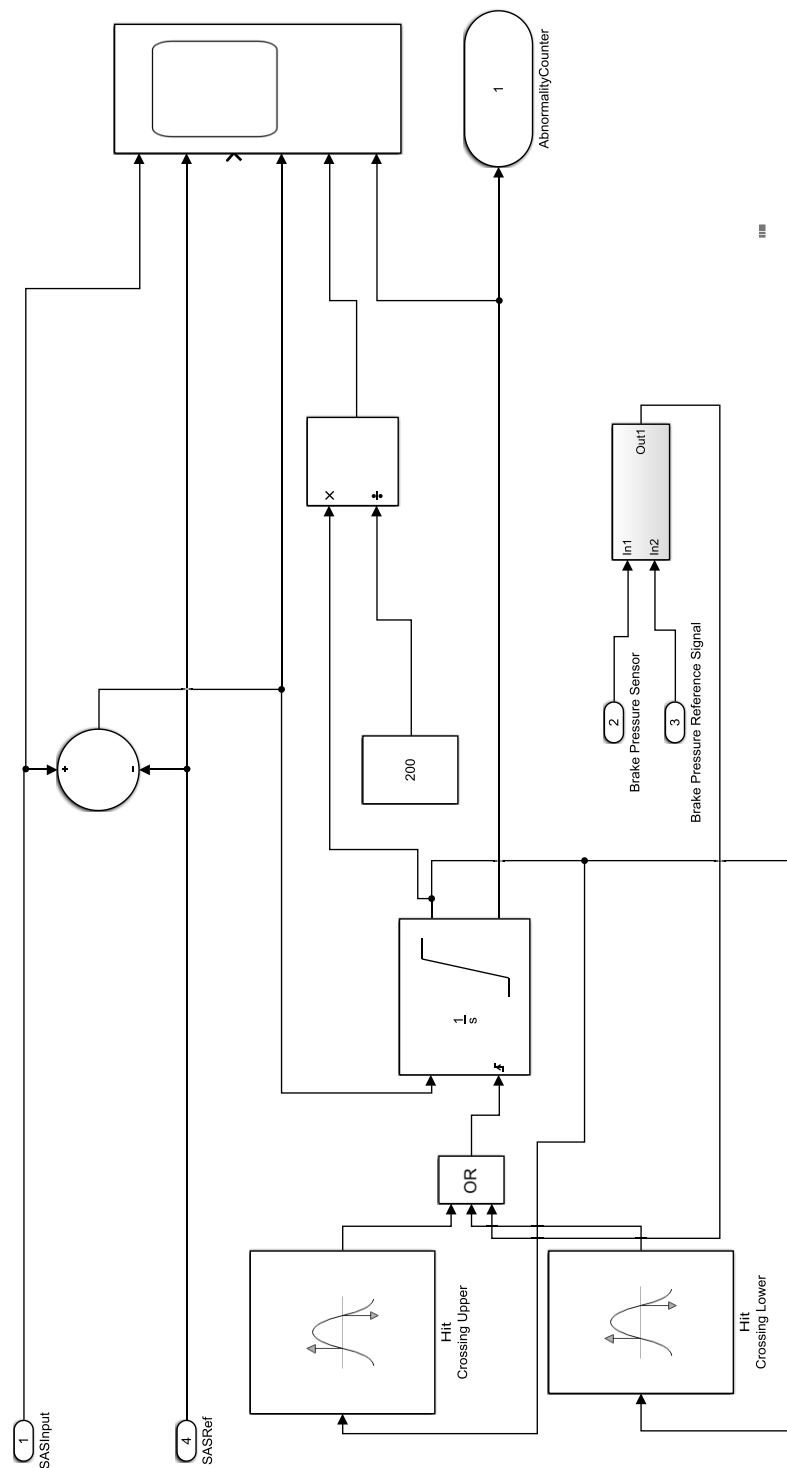 1
SASInput
4
SASRef
+
-
Hit
Crossing Upper
Hit
Crossing Lower
OR
1
s
200
×
÷
2
Brake Pressure Sensor
3
Brake Pressure Reference Signal
In1
In2
Out1
1
AbnormalityCounter